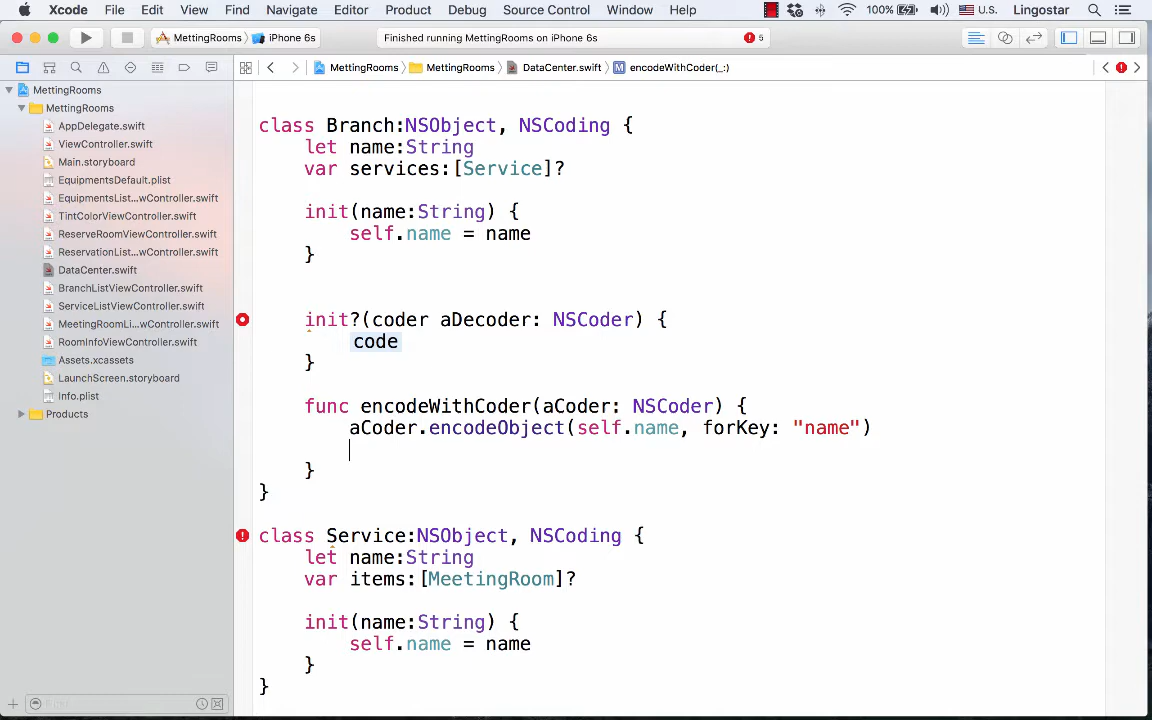 Xcode File Edit View Find Navigate Editor Product Debug Source Control Window Help 100% U.S. Lingostar
MettingRooms iPhone 6s Finished running MettingRooms on iPhone 6s 5
MettingRooms MettingRooms DataCenter.swift M encodeWithCoder(_:)
MettingRooms
MettingRooms
AppDelegate.swift
ViewController.swift
Main.storyboard
EquipmentsDefault.plist
EquipmentsList...wController.swift
TintColorViewController.swift
ReserveRoomViewController.swift
ReservationList...wController.swift
DataCenter.swift
BranchListViewController.swift
ServiceListViewController.swift
MeetingRoomLi...wController.swift
RoomInfoViewController.swift
Assets.xcassets
LaunchScreen.storyboard
Info.plist
Products
class Branch:NSObject, NSCoding {
let name:String
var services:[Service]?
init(name:String) {
self.name = name
}
init?(coder aDecoder: NSCoder) {
code
}
func encodeWithCoder(aCoder: NSCoder) {
aCoder.encodeObject(self.name, forKey: "name")
}
}
class Service:NSObject, NSCoding {
let name:String
var items:[MeetingRoom]?
init(name:String) {
self.name = name
}
}